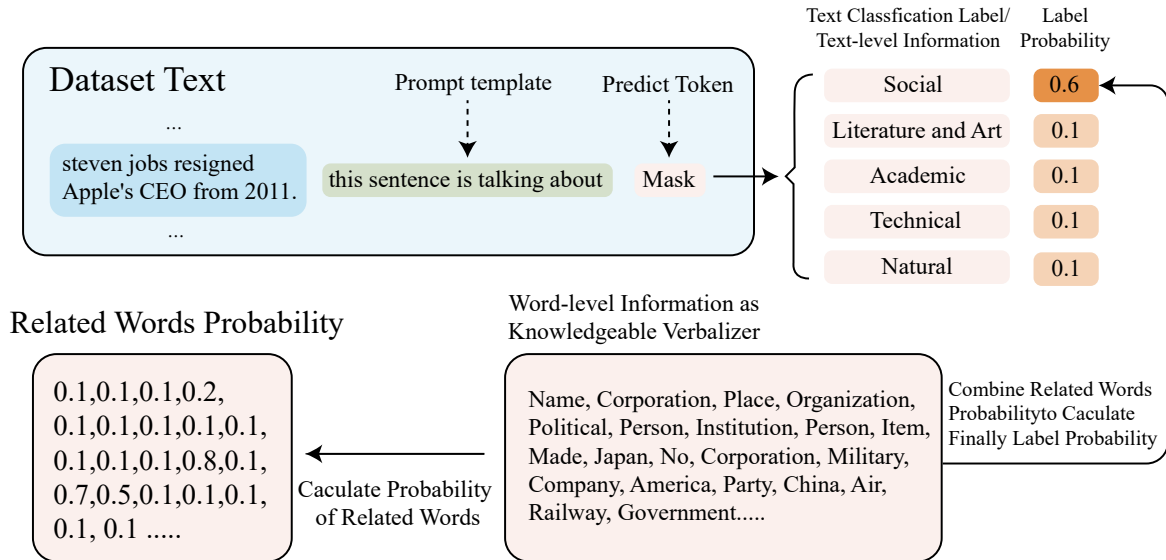 Dataset Text
...
steven jobs resigned
Apple's CEO from 2011.
...
Prompt template
this sentence is talking about
Predict Token
Mask
Text Classfication Label/
Text-level Information
Label
Probability
Social
0.6
Literature and Art
0.1
Academic
0.1
Technical
0.1
Natural
0.1
Related Words Probability
0.1,0.1,0.1,0.2,
0.1,0.1,0.1,0.1,0.1,
0.1,0.1,0.1,0.8,0.1,
0.7,0.5,0.1,0.1,0.1,
0.1, 0.1 .....
Caculate Probability
of Related Words
Word-level Information as
Knowledgeable Verbalizer
Name, Corporation, Place, Organization,
Political, Person, Institution, Person, Item,
Made, Japan, No, Corporation, Military,
Company, America, Party, China, Air,
Railway, Government.....
Combine Related Words
Probabilityto Caculate
Finally Label Probability